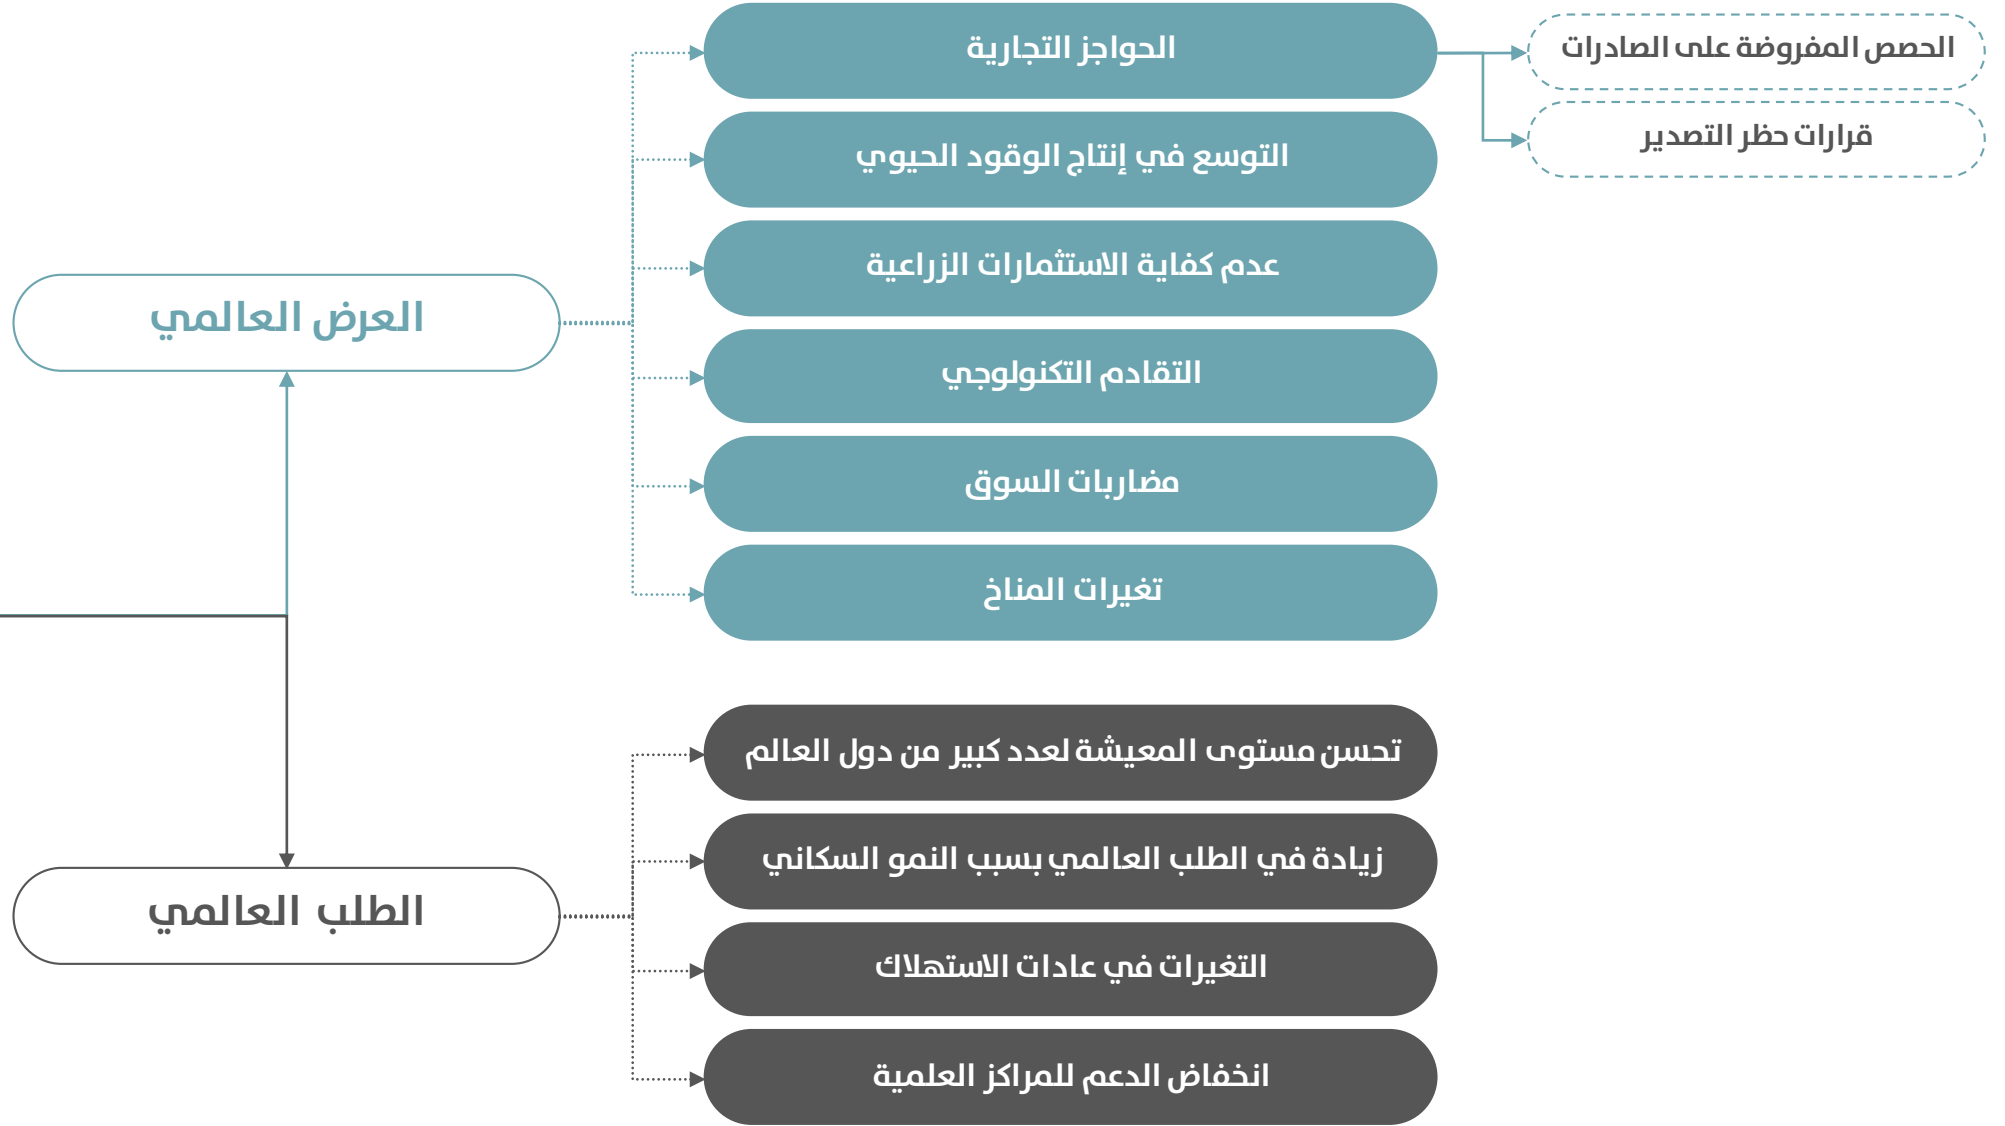 العرض العالمي
الحواجز التجارية
الحصص المفروضة على الصادرات
قرارات حظر التصدير
التوسع في إنتاج الوقود الحيوي
عدم كفاية الاستثمارات الزراعية
التقادم التكنولوجي
مضاربات السوق
تغيرات المناخ
الطلب العالمي
تحسن مستوى المعيشة لعدد كبير من دول العالم
زيادة في الطلب العالمي بسبب النمو السكاني
التغيرات في عادات الاستهلاك
انخفاض الدعم للمراكز العلمية